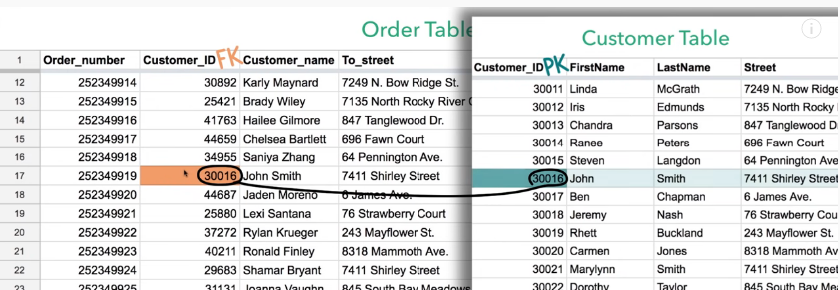 Order Table
1 Order_number Customer_ID FK Customer_name To_street
12 252349914 30892 Karly Maynard 7249 N. Bow Ridge St.
13 252349915 25421 Brady Wiley 7135 North Rocky River
14 252349916 41763 Hailee Gilmore 847 Tanglewood Dr.
15 252349917 44659 Chelsea Bartlett 696 Fawn Court
16 252349918 34955 Saniya Zhang 64 Pennington Ave.
17 252349919 30016 John Smith 7411 Shirley Street
18 252349920 44687 Jaden Moreno 6 James Ave.
19 252349921 25880 Lexi Santana 76 Strawberry Court
20 252349922 37272 Rylan Krueger 243 Mayflower St.
21 252349923 40211 Ronald Finley 8318 Mammoth Ave.
22 252349924 29683 Shamar Bryant 7411 Shirley Street
23 252349925 31131 Joanna Vaughn 845 South Bay Meadows
Customer Table
Customer_ID PK FirstName LastName Street
30011 Linda McGrath 7249 N. Bow Ridge
30012 Iris Edmunds 7135 North Rocky
30013 Chandra Parsons 847 Tanglewood D
30014 Ranee Peters 696 Fawn Court
30015 Steven Langdon 64 Pennington Ave
30016 John Smith 7411 Shirley Street
30017 Ben Chapman 6 James Ave.
30018 Jeremy Nash 76 Strawberry Cou
30019 Rhett Buckland 243 Mayflower St.
30020 Carmen Jones 8318 Mammoth Av
30021 Marylynn Smith 7411 Shirley Street
30022 Dorothy Taylor 845 South Bay Me